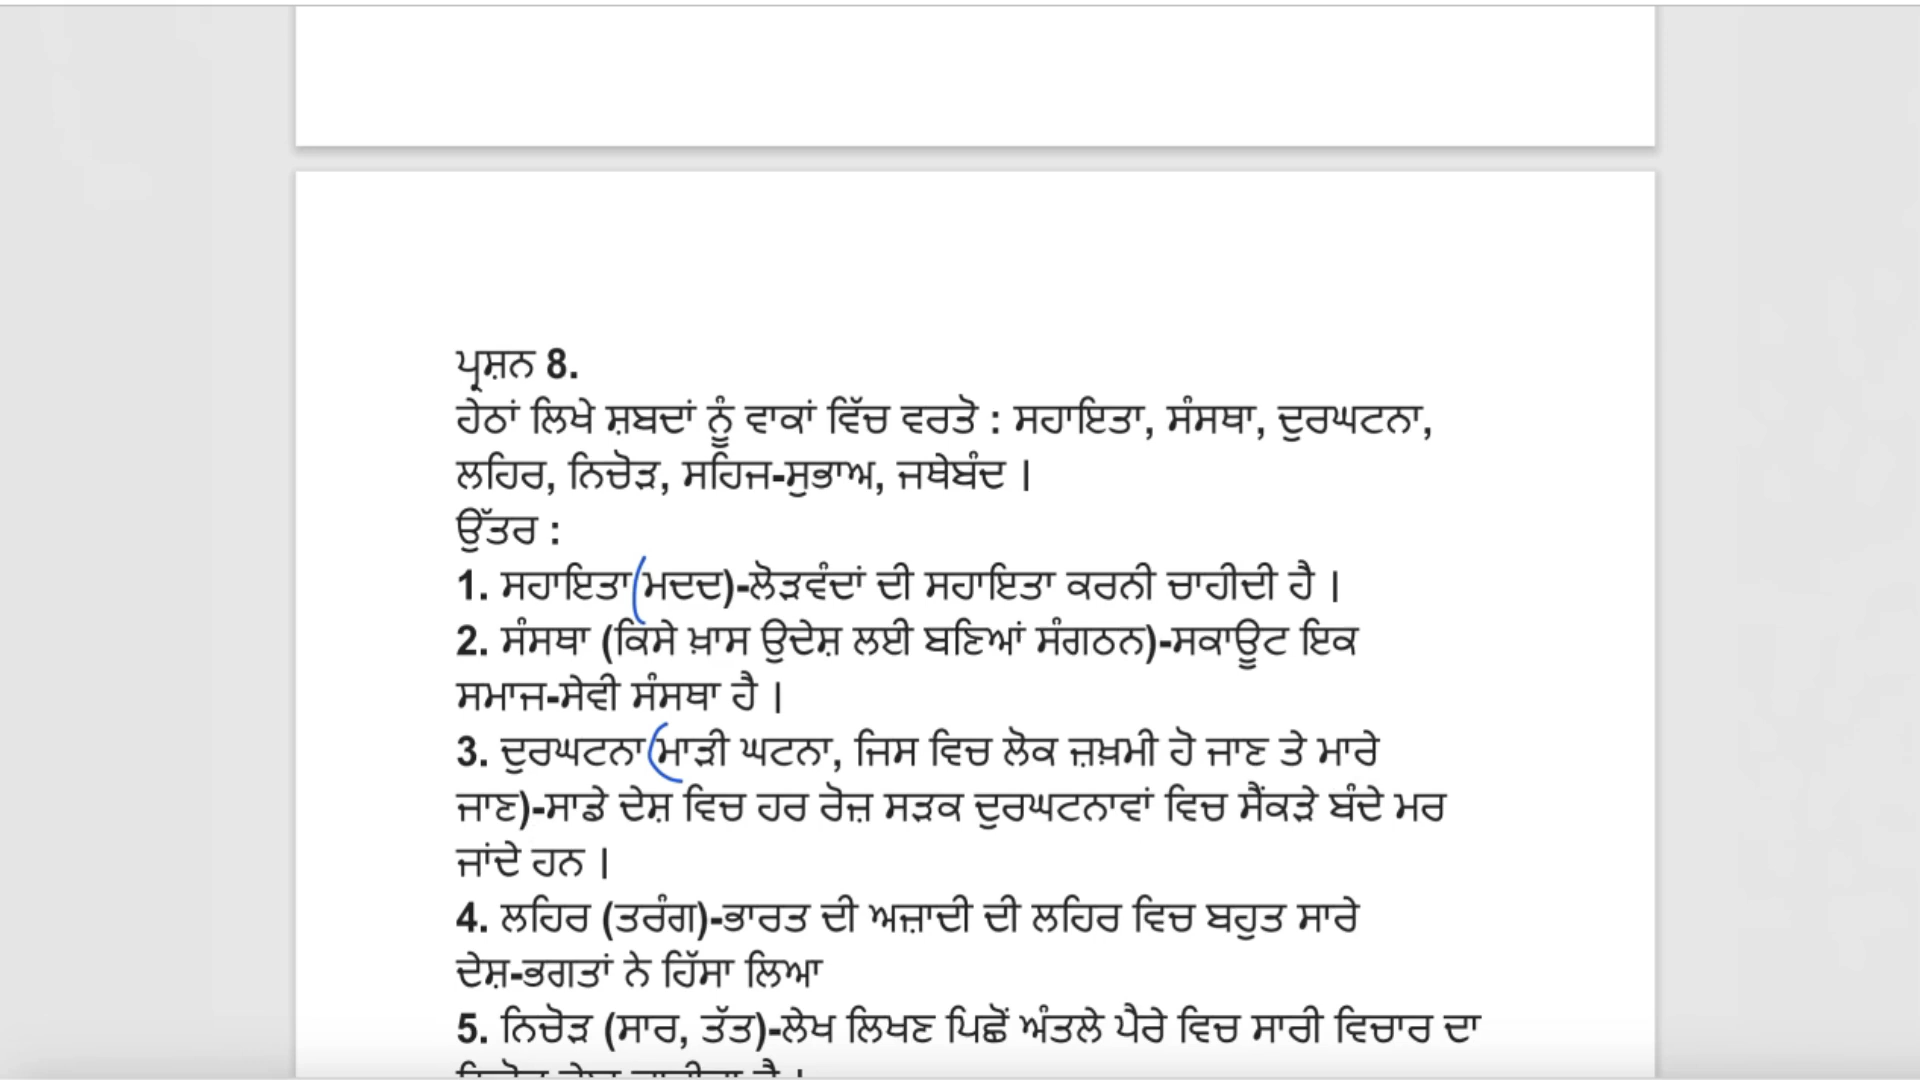 ਪ੍ਰਸ਼ਨ 8.
ਹੇਠਾਂ ਲਿਖੇ ਸ਼ਬਦਾਂ ਨੂੰ ਵਾਕਾਂ ਵਿੱਚ ਵਰਤੋ : ਸਹਾਇਤਾ, ਸੰਸਥਾ, ਦੁਰਘਟਨਾ,
ਲਹਿਰ, ਨਿਚੋੜ, ਸਹਿਜ-ਸੁਭਾਅ, ਜਥੇਬੰਦ |
ਉੱਤਰ :
1. ਸਹਾਇਤਾ(ਮਦਦ)-ਲੋੜਵੰਦਾਂ ਦੀ ਸਹਾਇਤਾ ਕਰਨੀ ਚਾਹੀਦੀ ਹੈ |
2. ਸੰਸਥਾ (ਕਿਸੇ ਖ਼ਾਸ ਉਦੇਸ਼ ਲਈ ਬਣਿਆਂ ਸੰਗਠਨ)-ਸਕਾਊਟ ਇਕ
ਸਮਾਜ-ਸੇਵੀ ਸੰਸਥਾ ਹੈ |
3. ਦੁਰਘਟਨਾ(ਮਾੜੀ ਘਟਨਾ, ਜਿਸ ਵਿਚ ਲੋਕ ਜ਼ਖ਼ਮੀ ਹੋ ਜਾਣ ਤੇ ਮਾਰੇ
ਜਾਣ)-ਸਾਡੇ ਦੇਸ਼ ਵਿਚ ਹਰ ਰੋਜ਼ ਸੜਕ ਦੁਰਘਟਨਾਵਾਂ ਵਿਚ ਸੈਂਕੜੇ ਬੰਦੇ ਮਰ
ਜਾਂਦੇ ਹਨ |
4. ਲਹਿਰ (ਤਰੰਗ)-ਭਾਰਤ ਦੀ ਅਜ਼ਾਦੀ ਦੀ ਲਹਿਰ ਵਿਚ ਬਹੁਤ ਸਾਰੇ
ਦੇਸ਼-ਭਗਤਾਂ ਨੇ ਹਿੱਸਾ ਲਿਆ
5. ਨਿਚੋੜ (ਸਾਰ, ਤੱਤ)-ਲੇਖ ਲਿਖਣ ਪਿਛੋਂ ਅੰਤਲੇ ਪੈਰੇ ਵਿਚ ਸਾਰੀ ਵਿਚਾਰ ਦਾ